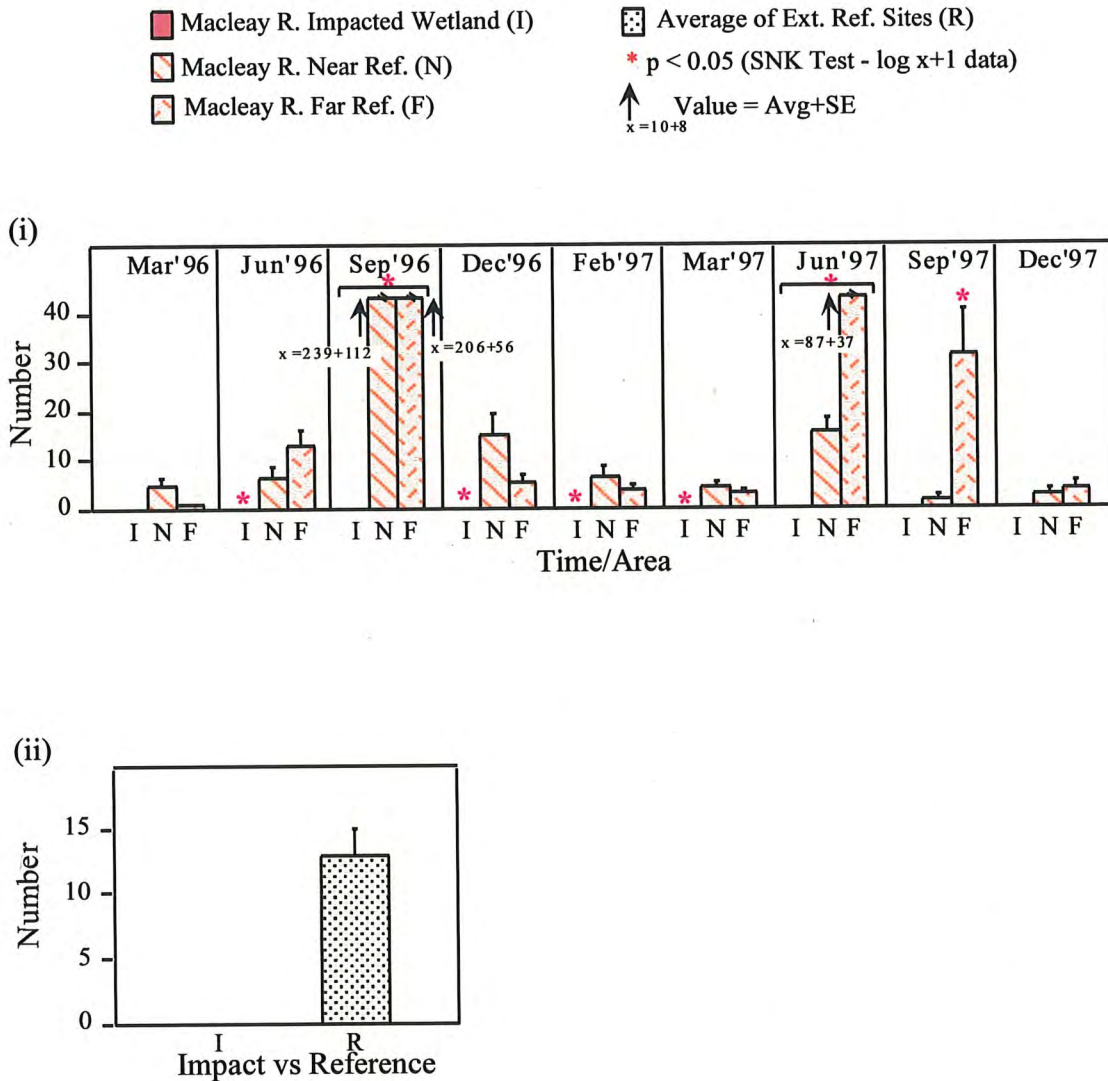 Macleay R. Impacted Wetland (I)
Macleay R. Near Ref. (N)
Macleay R. Far Ref. (F)
Average of Ext. Ref. Sites (R)
* p < 0.05 (SNK Test - log x+1 data)
Value = Avg+SE
x =10+8
(i)
Mar'96 Jun'96 Sep'96 Dec'96 Feb'97 Mar'97 Jun'97 Sep'97 Dec'97
* * * * * * *
x =239+112 x =206+56 x =87+37
Number
40
30
20
10
0
I N F I N F I N F I N F I N F I N F I N F I N F I N F
Time/Area
(ii)
Number
15
10
5
0
I R
Impact vs Reference